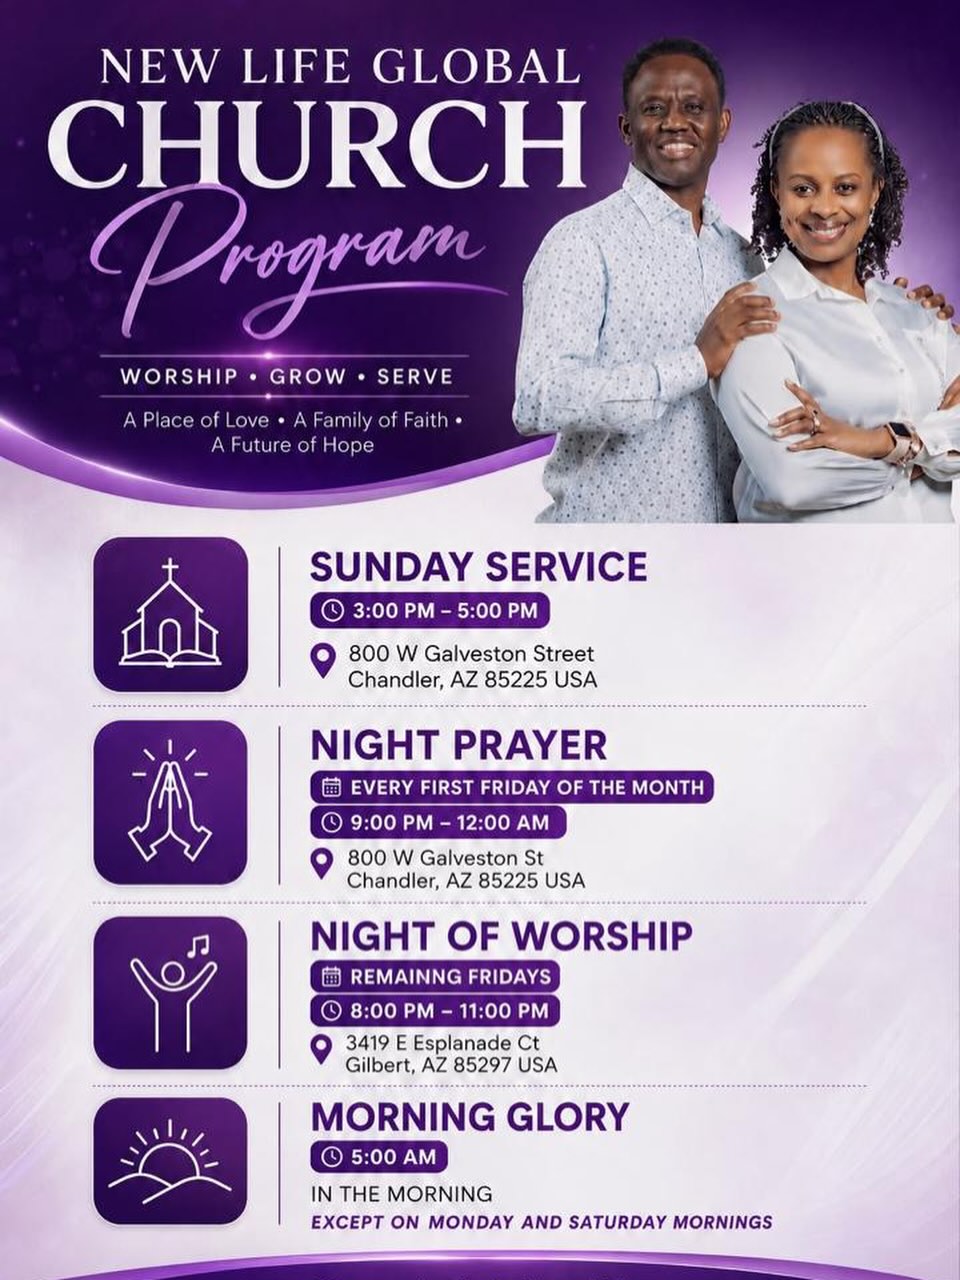 NEW LIFE GLOBAL
CHURCH
Program
WORSHIP • GROW • SERVE
A Place of Love • A Family of Faith •
A Future of Hope
SUNDAY SERVICE
3:00 PM – 5:00 PM
800 W Galveston Street
Chandler, AZ 85225 USA
NIGHT PRAYER
EVERY FIRST FRIDAY OF THE MONTH
9:00 PM – 12:00 AM
800 W Galveston St
Chandler, AZ 85225 USA
NIGHT OF WORSHIP
REMAINNG FRIDAYS
8:00 PM – 11:00 PM
3419 E Esplanade Ct
Gilbert, AZ 85297 USA
MORNING GLORY
5:00 AM
IN THE MORNING
EXCEPT ON MONDAY AND SATURDAY MORNINGS